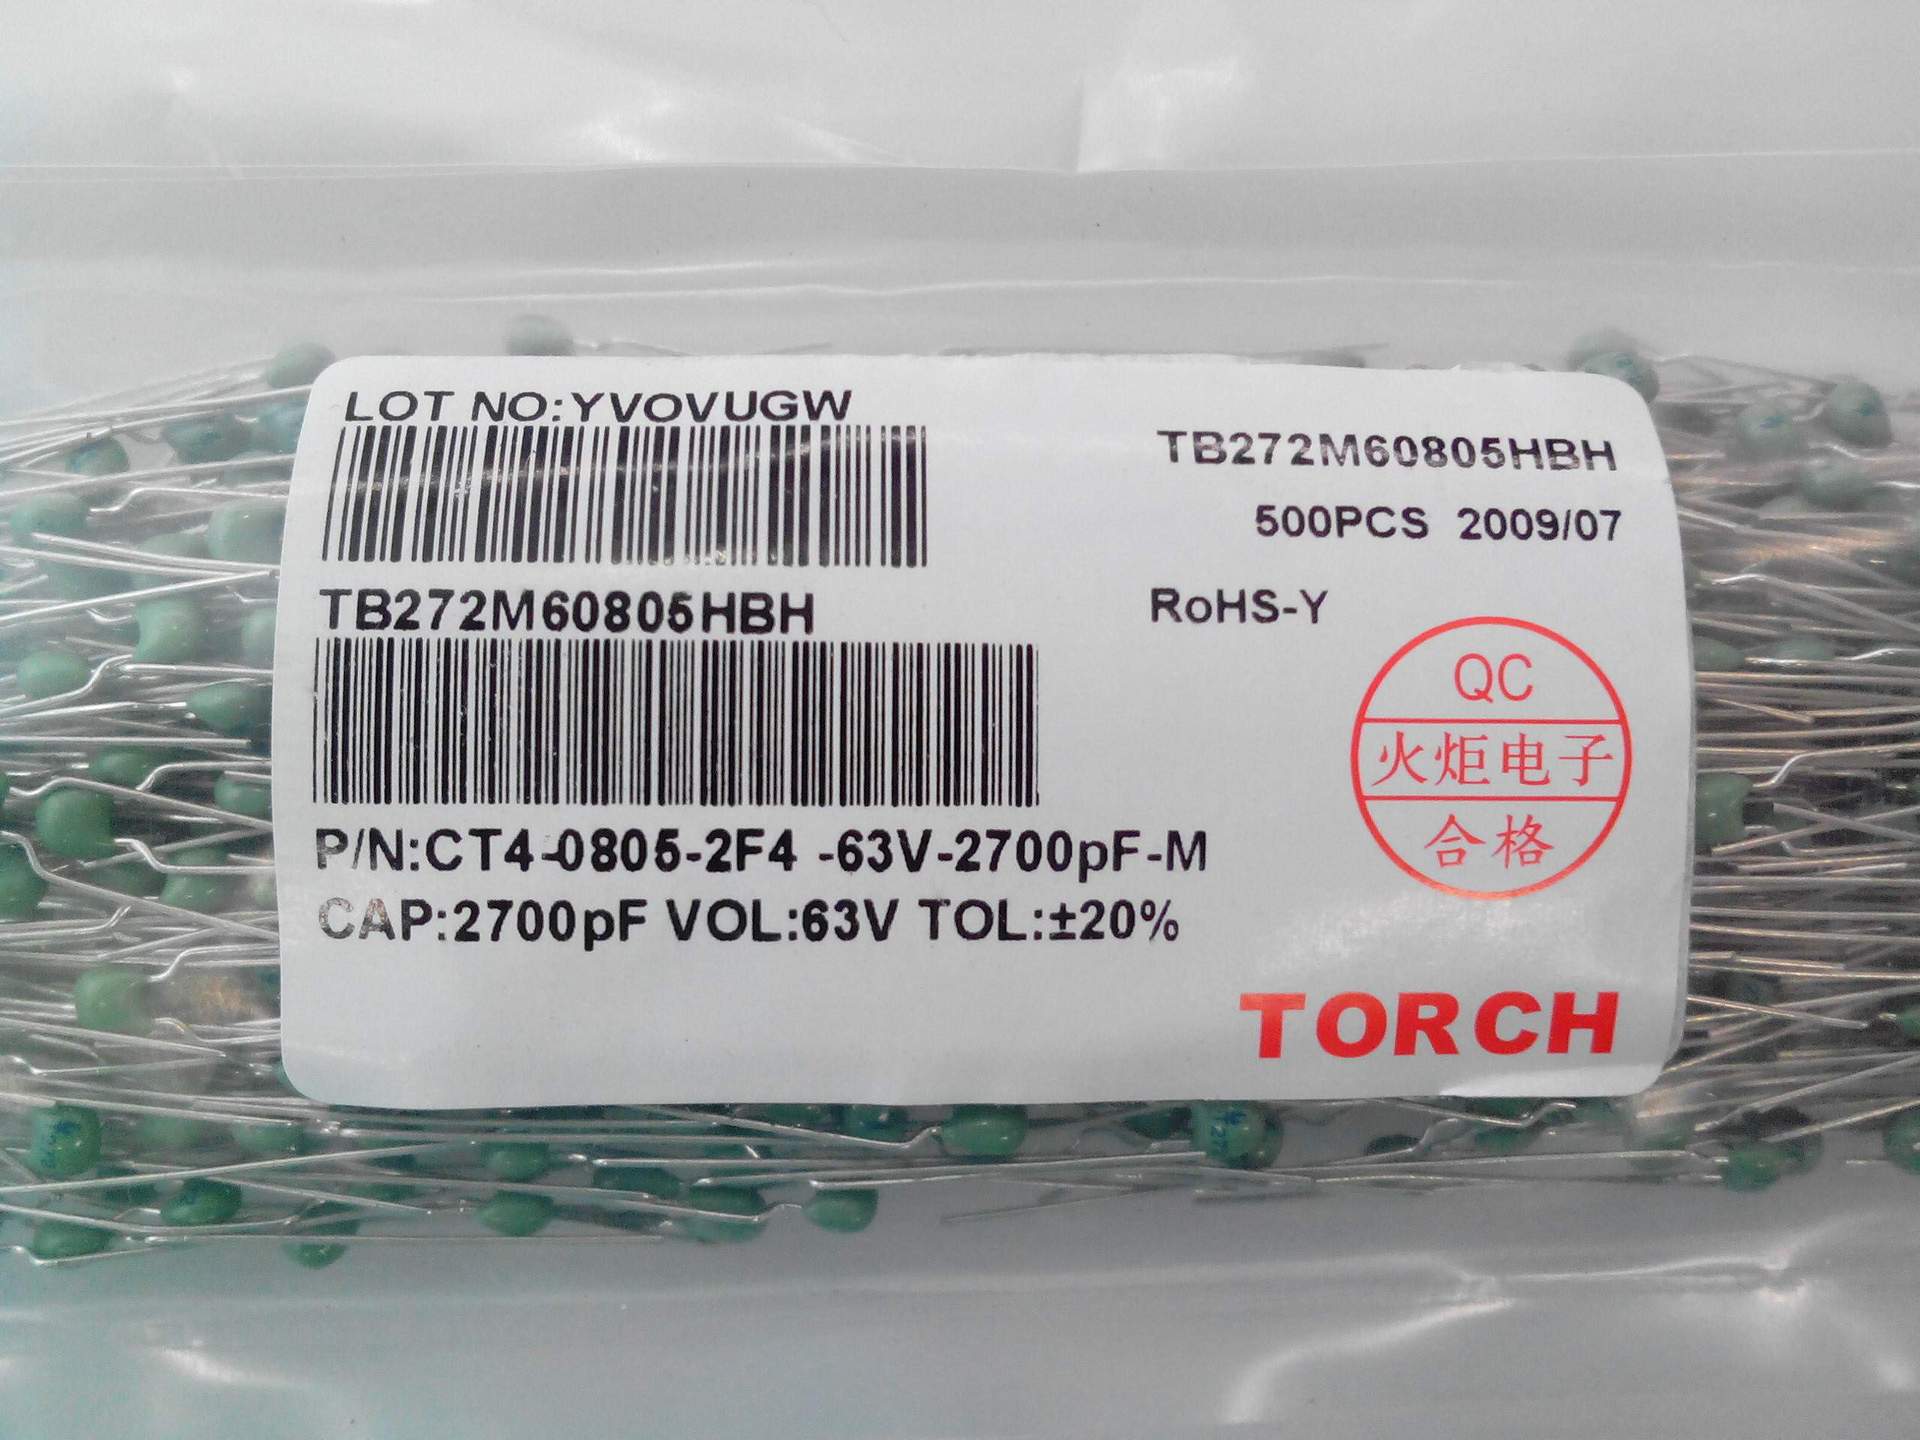 LOT NO:YVOVUGW
TB272M60805HBH
500PCS 2009/07
TB272M60805HBH
RoHS-Y
QC
火炬电子
合格
P/N:CT4-0805-2F4 -63V-2700pF-M
CAP:2700pF VOL:63V TOL:±20%
TORCH